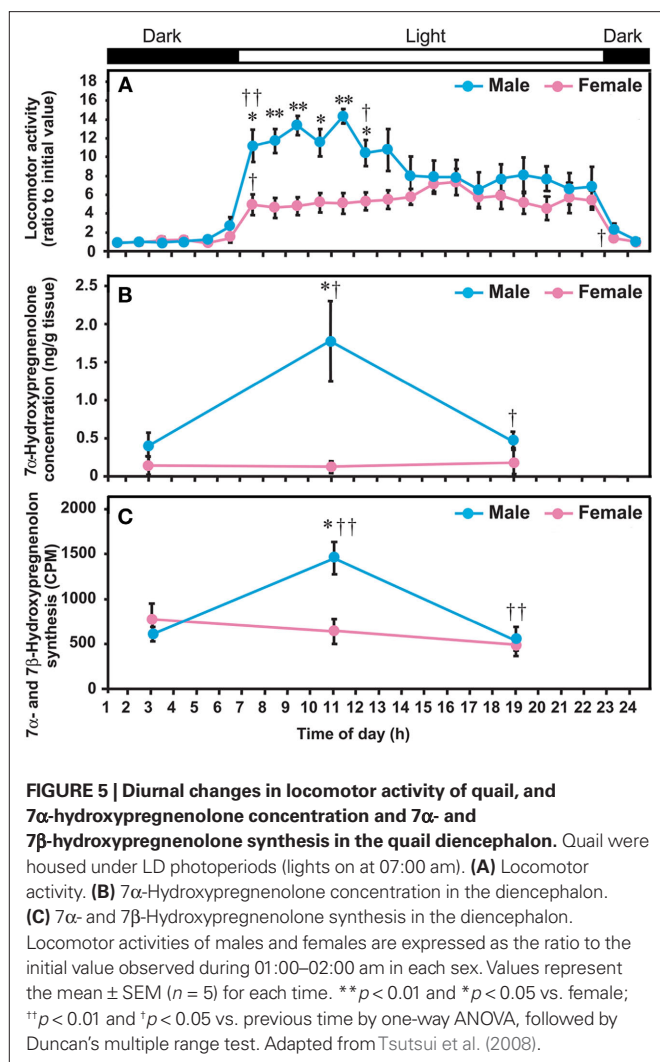 Dark Light Dark
A
Male Female
Locomotor activity
(ratio to initial value)
18
16
14
12
10
8
6
4
2
0
†† * ** ** * ** † *
†
†
B
Male Female
7α-Hydroxypregnenolone
concentration (ng/g tissue)
2.5
2.0
1.5
1.0
0.5
0
*†
†
C
Male Female
7α- and 7β-Hydroxypregnenolon
synthesis (CPM)
2000
1500
1000
500
0
*††
††
1 2 3 4 5 6 7 8 9 10 11 12 13 14 15 16 17 18 19 20 21 22 23 24
Time of day (h)
FIGURE 5 | Diurnal changes in locomotor activity of quail, and
7α-hydroxypregnenolone concentration and 7α- and
7β-hydroxypregnenolone synthesis in the quail diencephalon. Quail were
housed under LD photoperiods (lights on at 07:00 am). (A) Locomotor
activity. (B) 7α-Hydroxypregnenolone concentration in the diencephalon.
(C) 7α- and 7β-Hydroxypregnenolone synthesis in the diencephalon.
Locomotor activities of males and females are expressed as the ratio to the
initial value observed during 01:00–02:00 am in each sex. Values represent
the mean ± SEM (n = 5) for each time. **p < 0.01 and *p < 0.05 vs. female;
††p < 0.01 and †p < 0.05 vs. previous time by one-way ANOVA, followed by
Duncan's multiple range test. Adapted from Tsutsui et al. (2008).